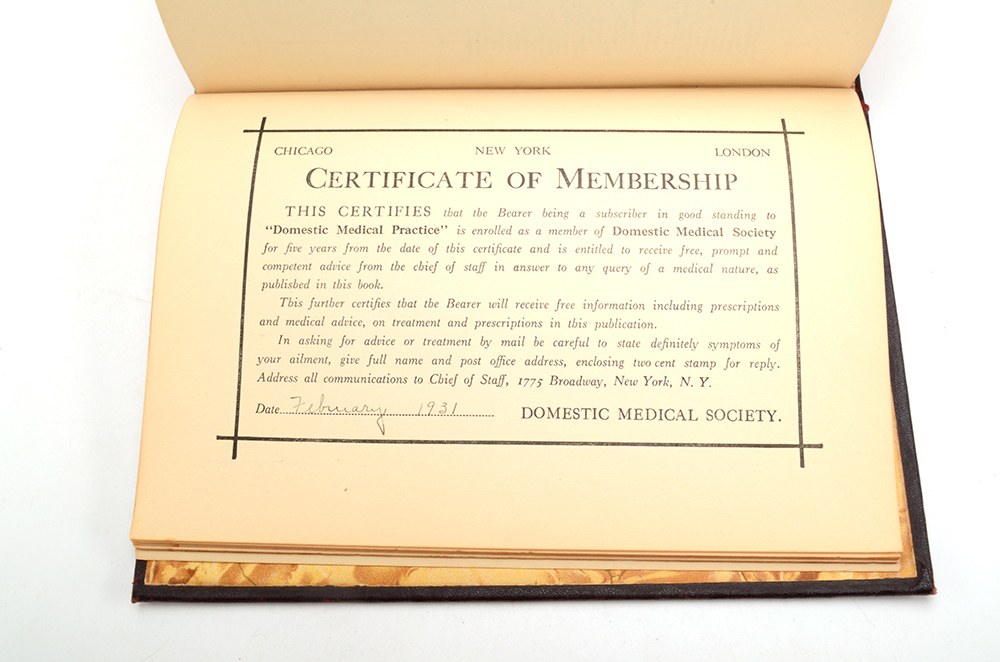 CHICAGO NEW YORK LONDON
CERTIFICATE OF MEMBERSHIP
THIS CERTIFIES that the Bearer being a subscriber in good standing to
"Domestic Medical Practice" is enrolled as a member of Domestic Medical Society
for five years from the date of this certificate and is entitled to receive free, prompt and
competent advice from the chief of staff in answer to any query of a medical nature, as
published in this book.
This further certifies that the Bearer will receive free information including prescriptions
and medical advice, on treatment and prescriptions in this publication.
In asking for advice or treatment by mail be careful to state definitely symptoms of
your ailment, give full name and post office address, enclosing two cent stamp for reply.
Address all communications to Chief of Staff, 1775 Broadway, New York, N. Y.
Date February 1931 DOMESTIC MEDICAL SOCIETY.